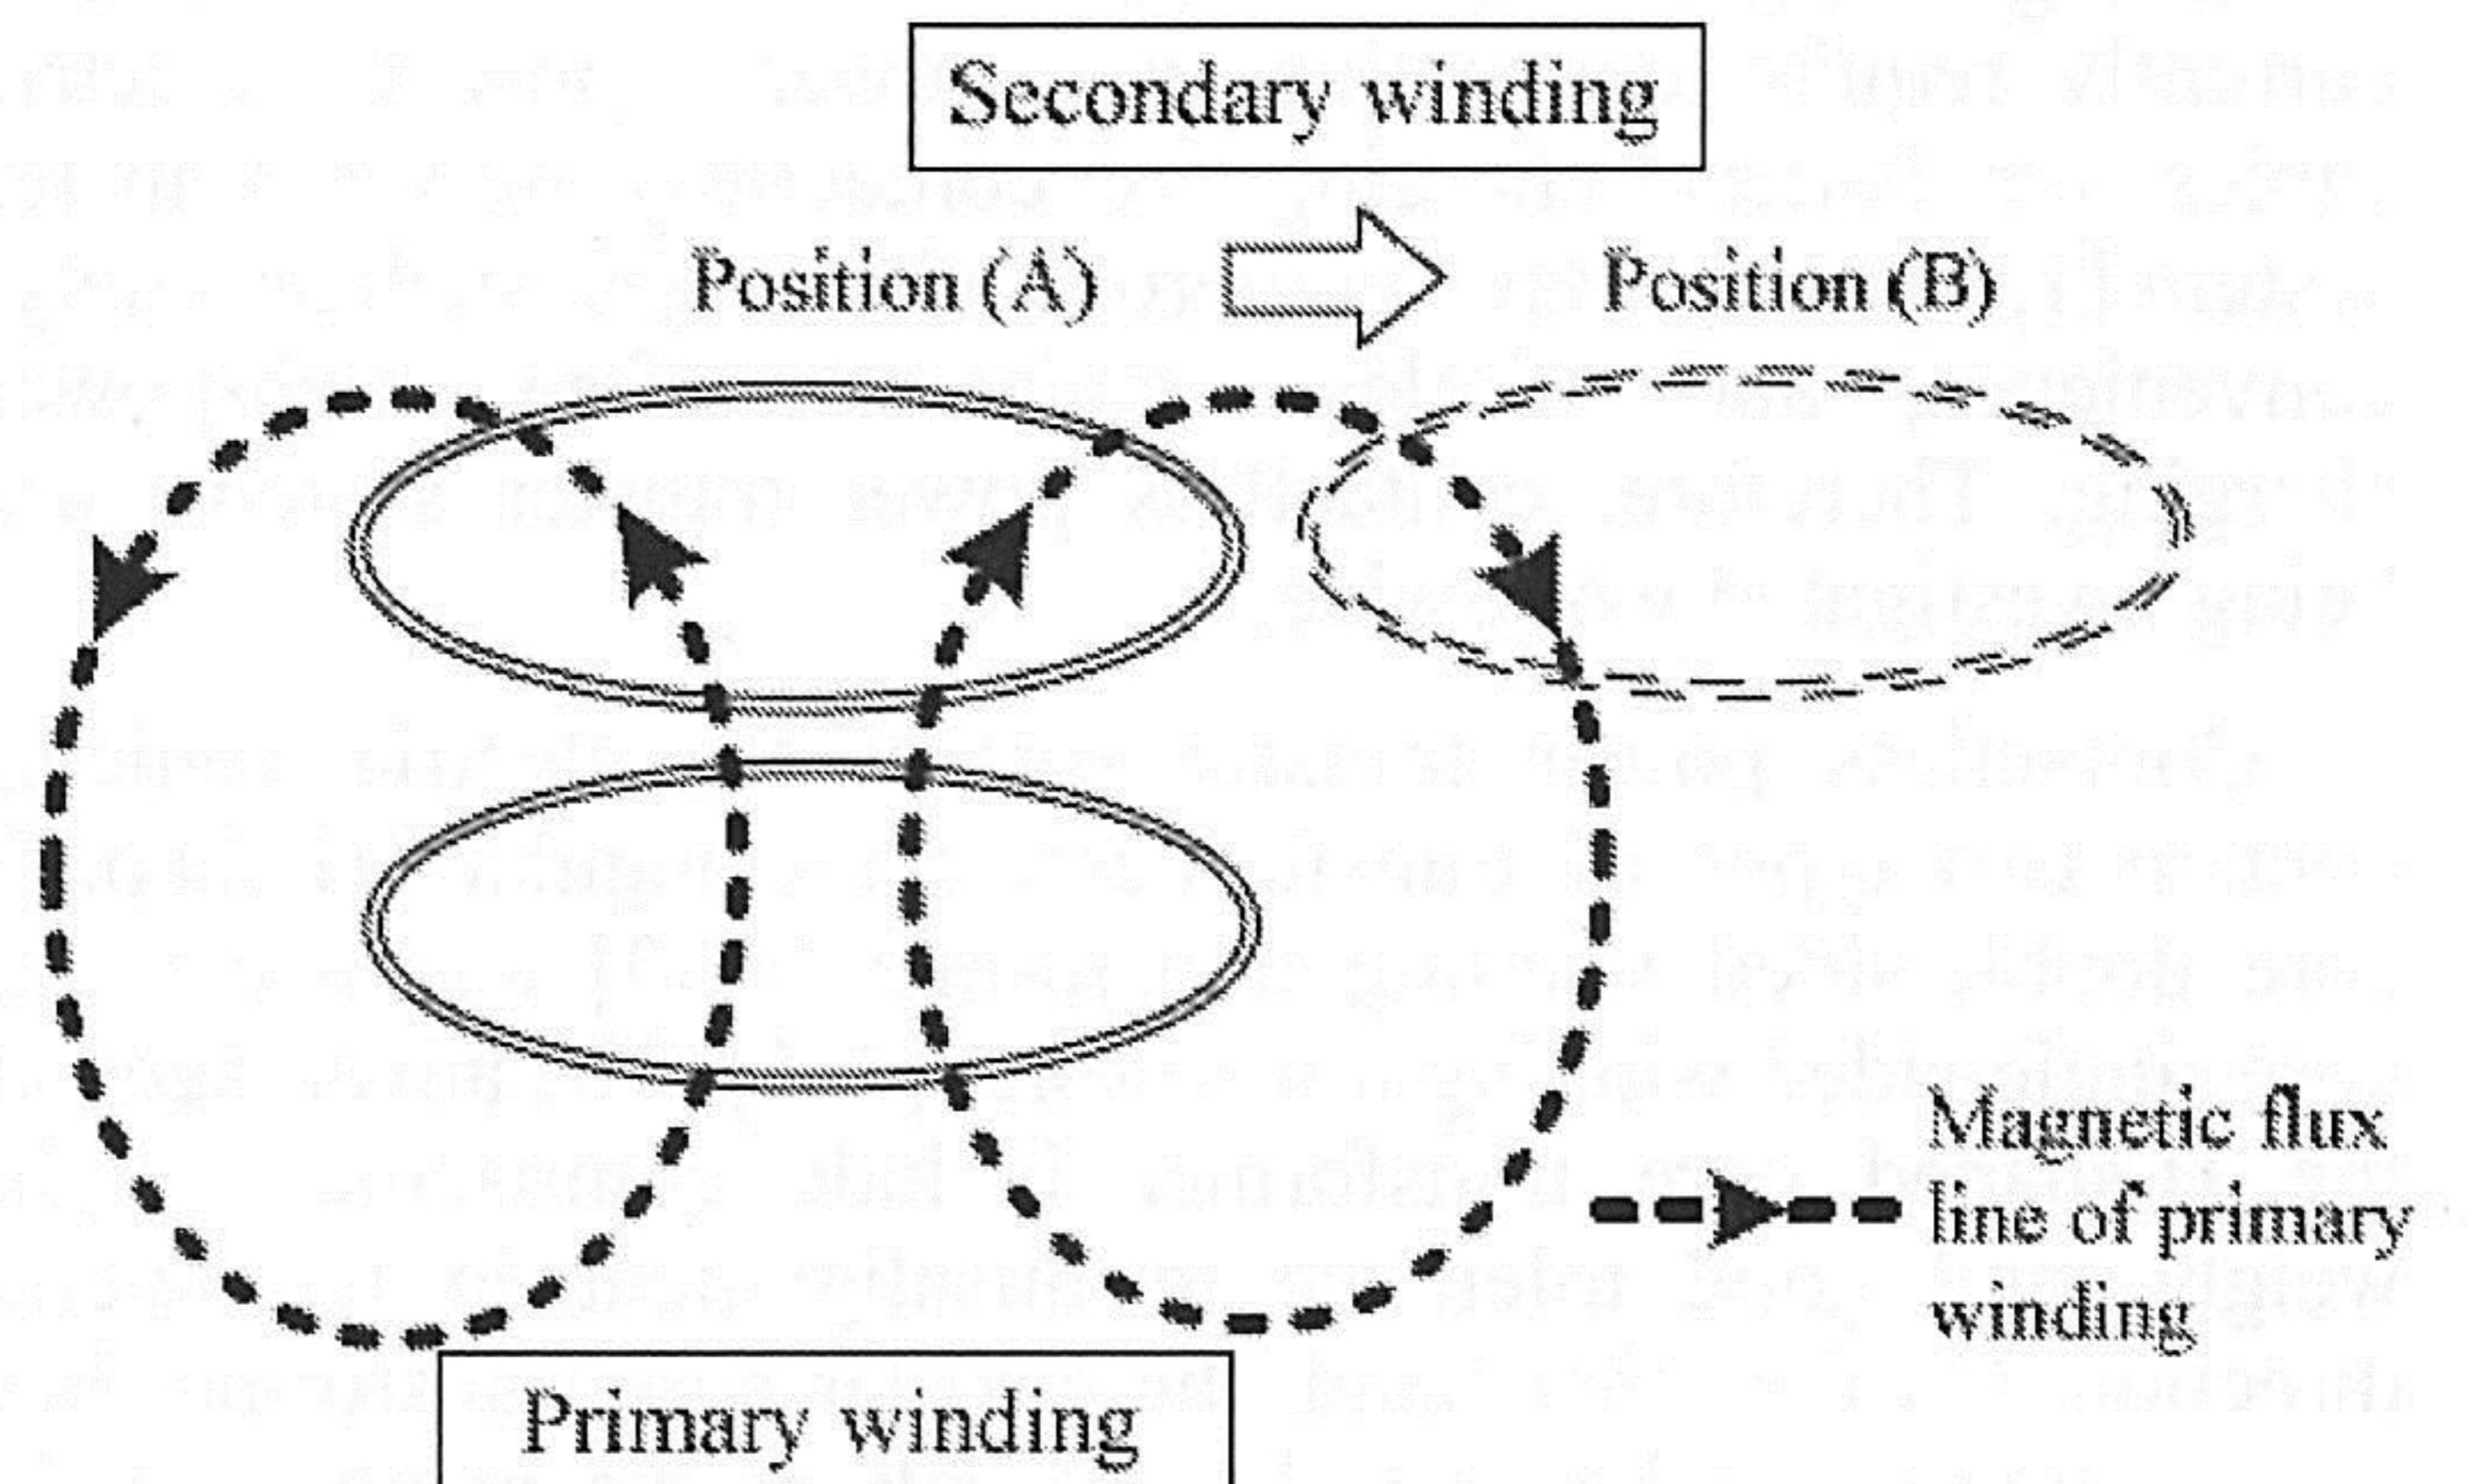 Secondary winding
Position (A)
Position (B)
Magnetic flux
line of primary
winding
Primary winding